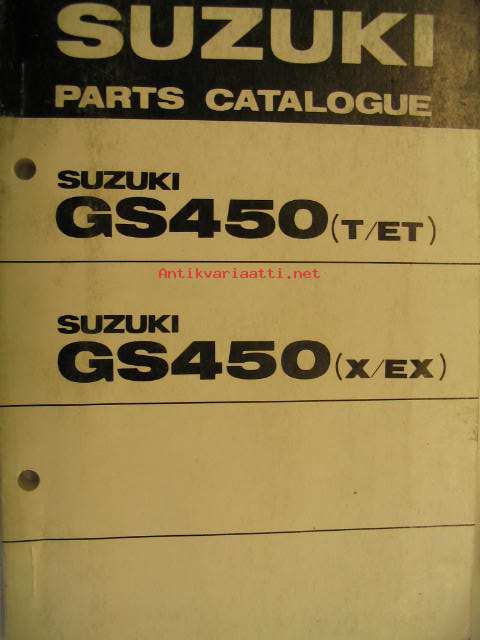 SUZUKI
PARTS CATALOGUE
SUZUKI
GS450(T/ET)
Antikvariaatti.net
SUZUKI
GS450(X/EX)